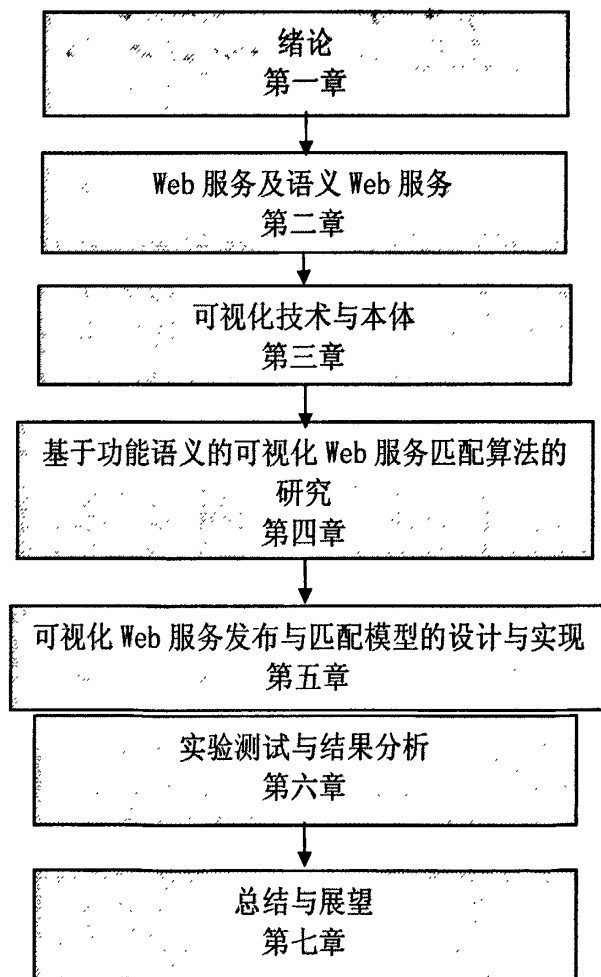 绪论
第一章
Web 服务及语义 Web 服务
第二章
可视化技术与本体
第三章
基于功能语义的可视化 Web 服务匹配算法的
研究
第四章
可视化 Web 服务发布与匹配模型的设计与实现
第五章
实验测试与结果分析
第六章
总结与展望
第七章